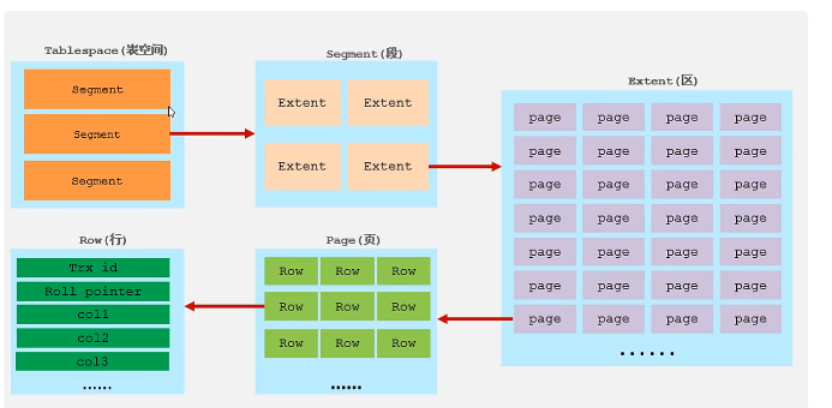 Tablespace(表空间)
Segment
Segment
Segment
Segment(段)
Extent Extent
Extent Extent
Extent(区)
page page page page
page page page page
page page page page
page page page page
page page page page
page page page page
page page page page
......
Row(行)
Trx id
Roll pointer
col1
col2
col3
......
Page(页)
Row Row Row
Row Row Row
Row Row Row
......